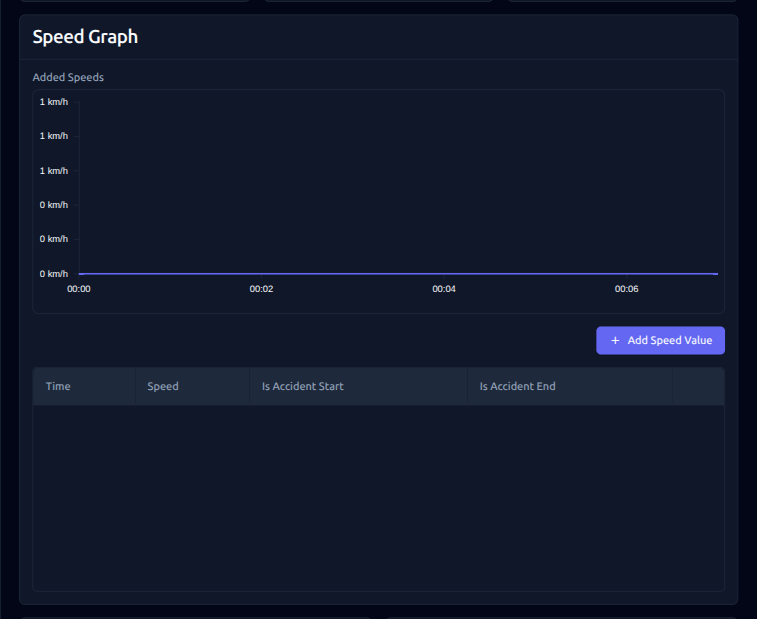 Speed Graph
Added Speeds
1 km/h
1 km/h
1 km/h
0 km/h
0 km/h
0 km/h
00:00 00:02 00:04 00:06
+ Add Speed Value
Time Speed Is Accident Start Is Accident End